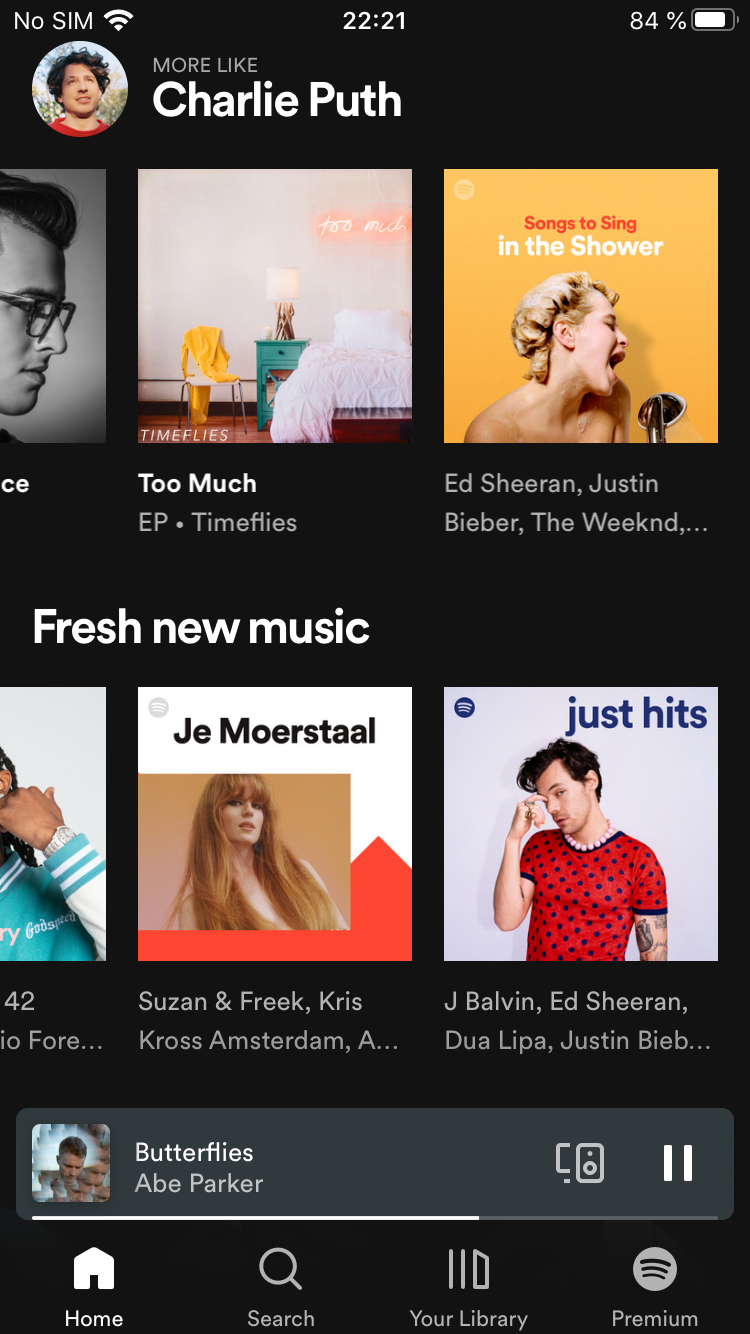 No SIM 22:21 84 %
MORE LIKE
Charlie Puth
too much
Songs to Sing
in the Shower
TIMEFLIES
ce
Too Much
EP • Timeflies
Ed Sheeran, Justin
Bieber, The Weeknd,...
Fresh new music
Je Moerstaal
just hits
ry Godspeed
42
io Fore...
Suzan & Freek, Kris
Kross Amsterdam, A...
J Balvin, Ed Sheeran,
Dua Lipa, Justin Bieb...
Butterflies
Abe Parker
Home Search Your Library Premium